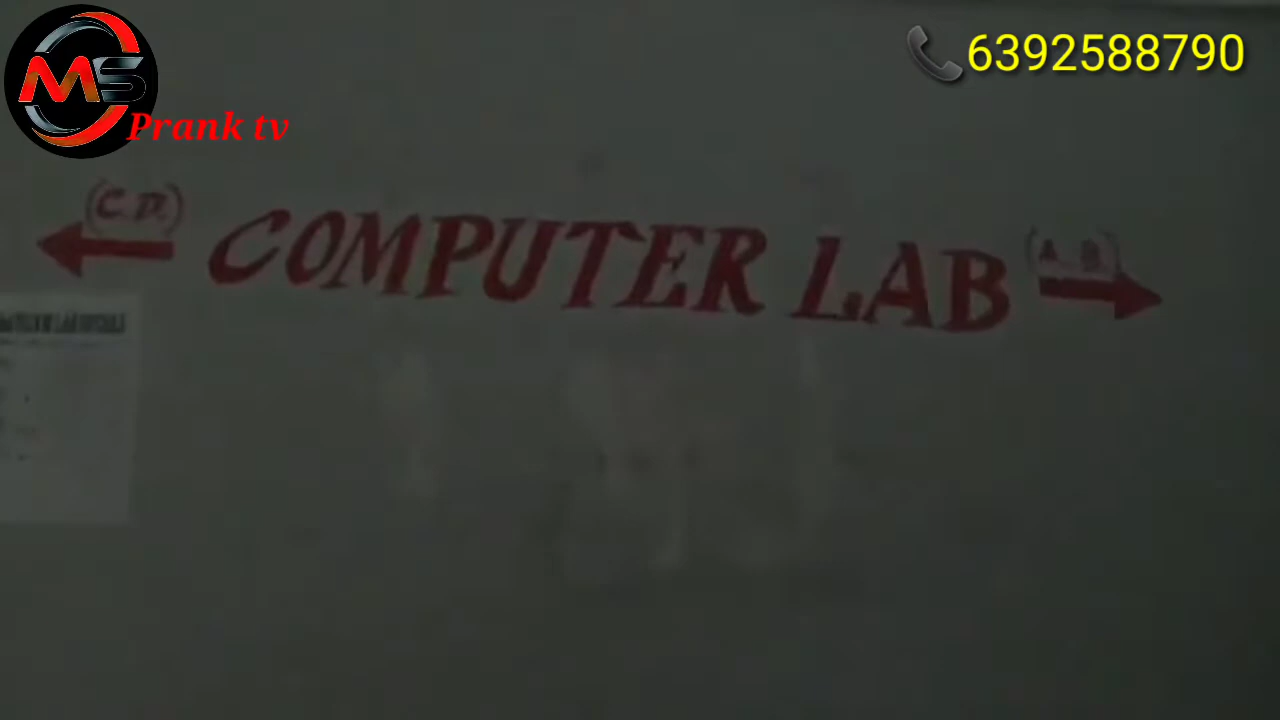 MS
Prank tv
6392588790
(C.D.)
COMPUTER LAB
(A.B)